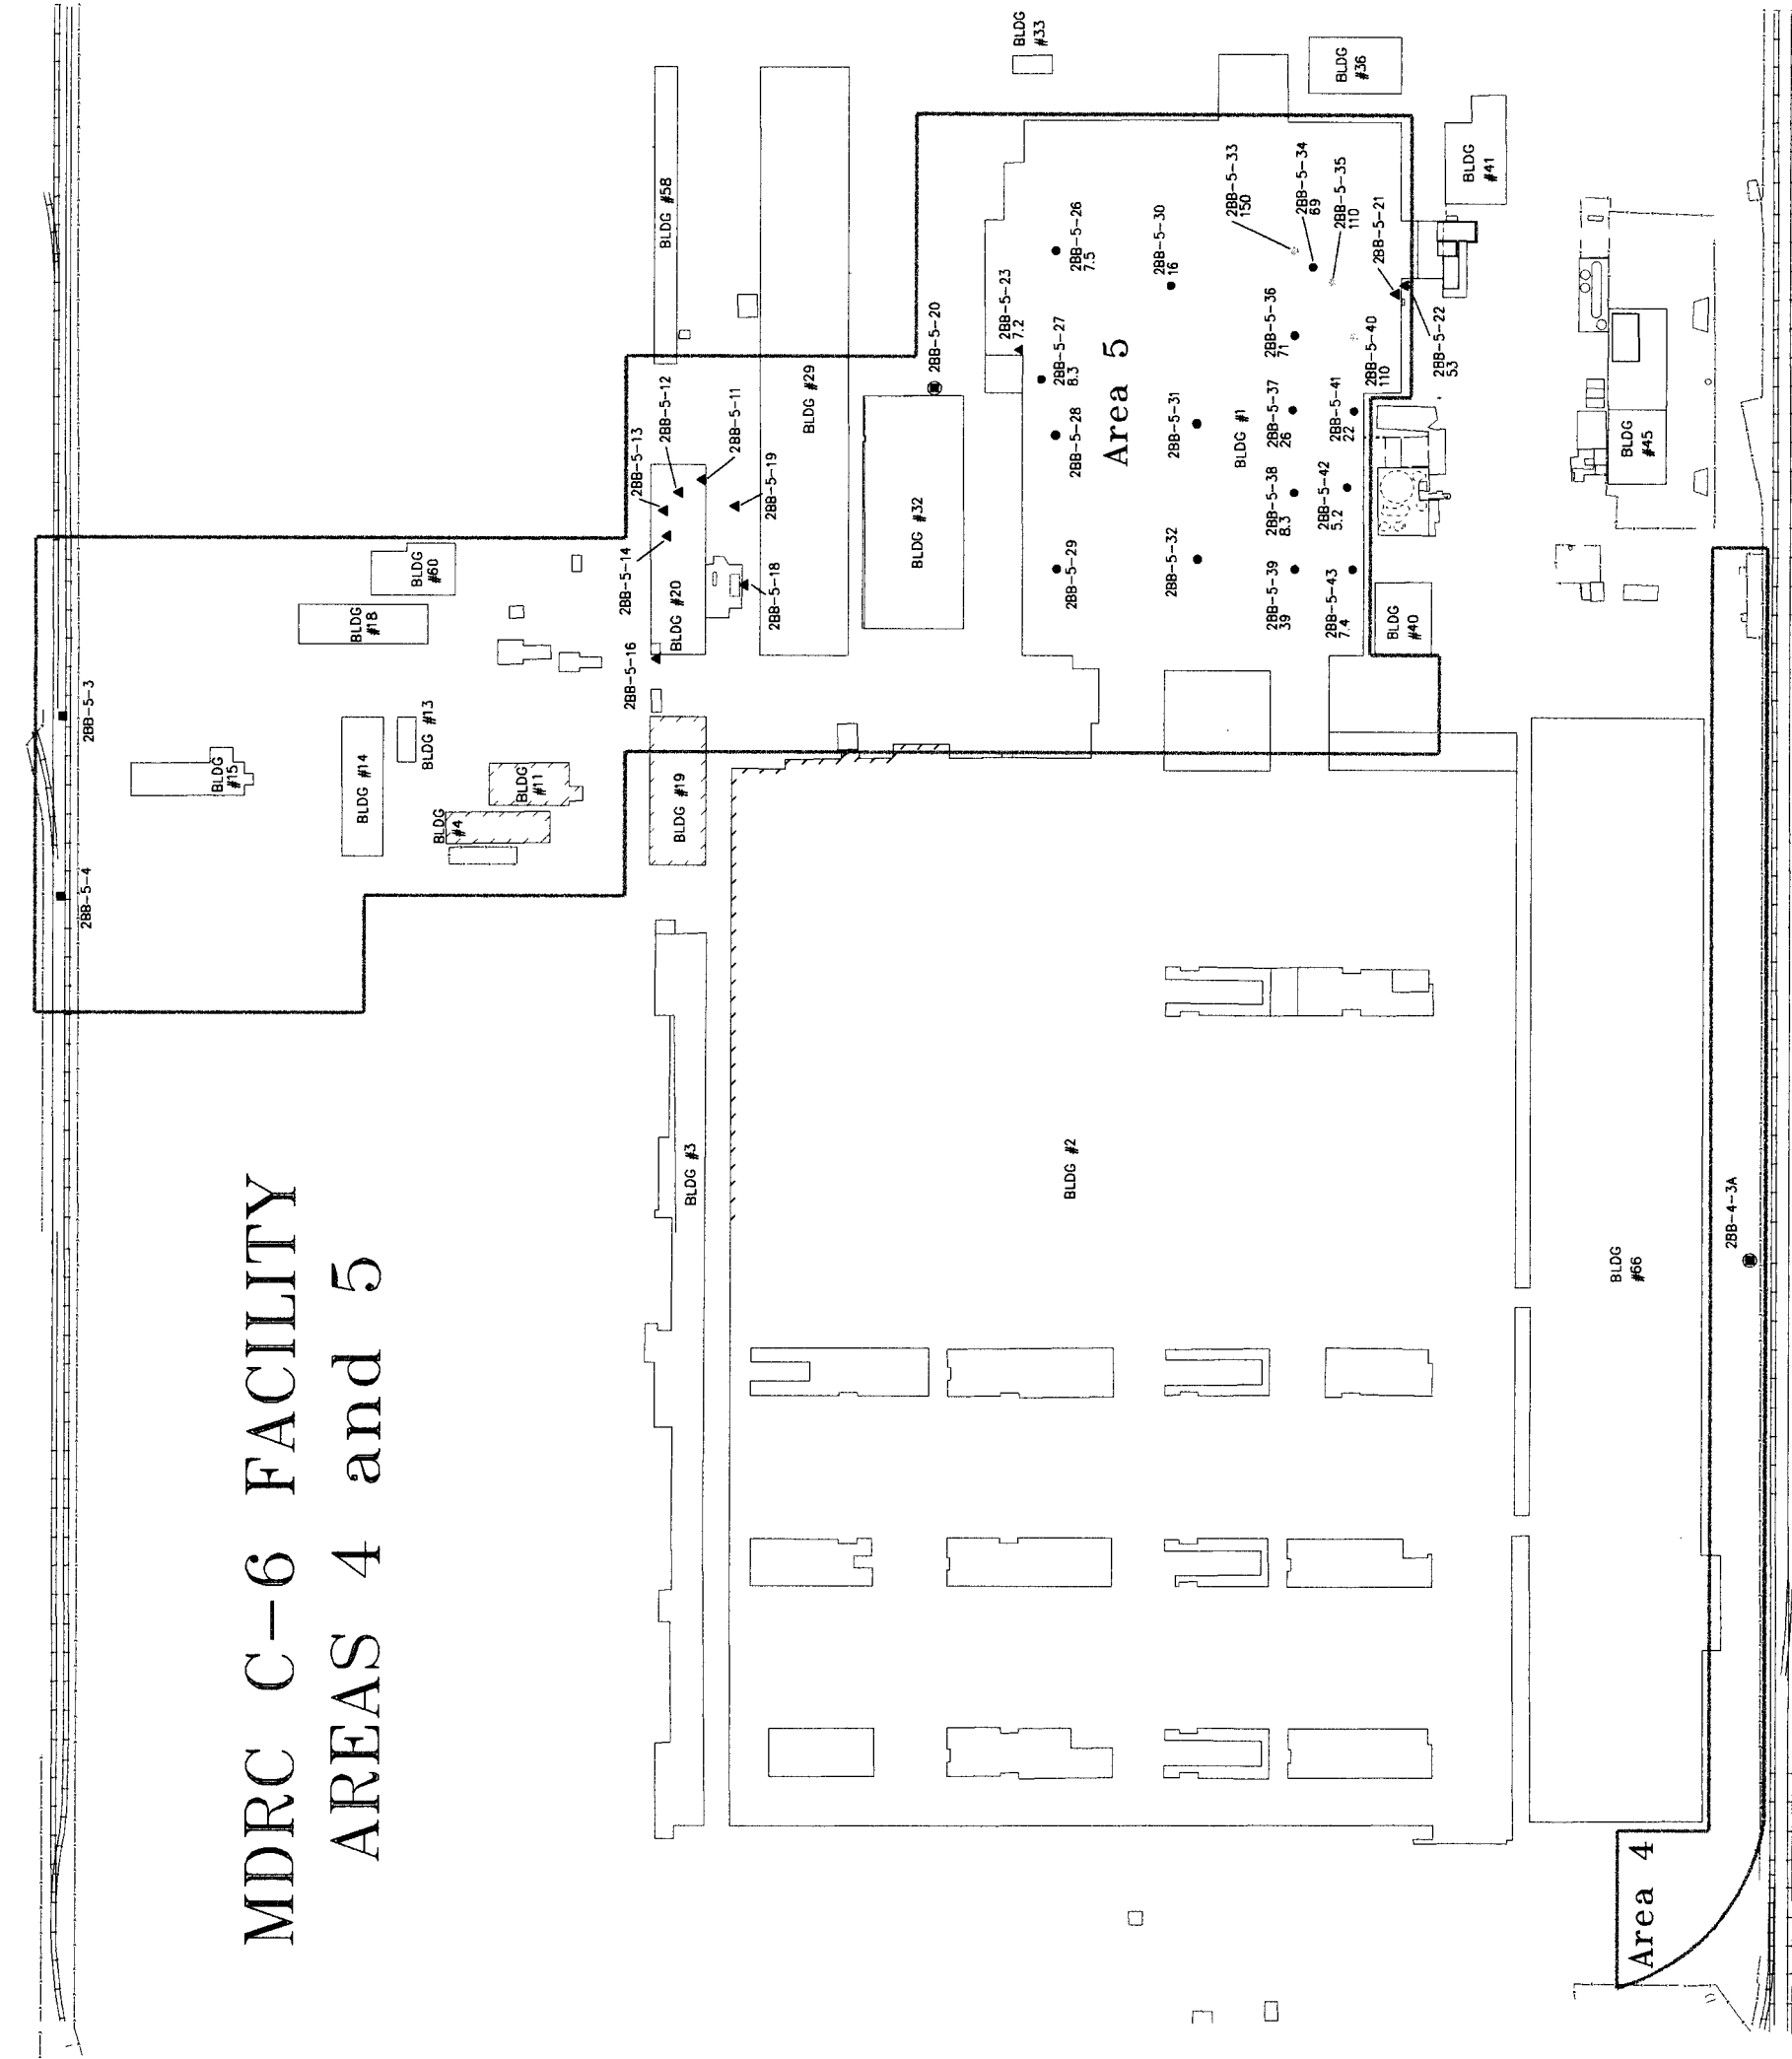 MDRC C-6 FACILITY
AREAS 4 and 5
2BB-5-4
2BB-5-3
BLDG
#15
BLDG #14
BLDG #13
BLDG
#4
BLDG
#11
BLDG
#18
BLDG
#60
BLDG #19
2BB-5-16
BLDG #20
2BB-5-14
2BB-5-13
2BB-5-12
2BB-5-11
2BB-5-19
2BB-5-18
BLDG #58
BLDG #29
BLDG #32
2BB-5-20
BLDG
#33
BLDG
#36
BLDG
#41
2BB-5-23
7.2
2BB-5-26
7.5
2BB-5-27
8.3
2BB-5-28
2BB-5-29
Area 5
2BB-5-30
16
2BB-5-31
2BB-5-32
BLDG #1
2BB-5-33
150
2BB-5-34
69
2BB-5-35
110
2BB-5-36
71
2BB-5-37
26
2BB-5-38
8.3
2BB-5-39
39
2BB-5-40
110
2BB-5-41
22
2BB-5-42
5.2
2BB-5-43
7.4
2BB-5-21
2BB-5-22
53
BLDG
#40
BLDG
#45
BLDG #3
BLDG #2
BLDG
#66
2BB-4-3A
Area 4